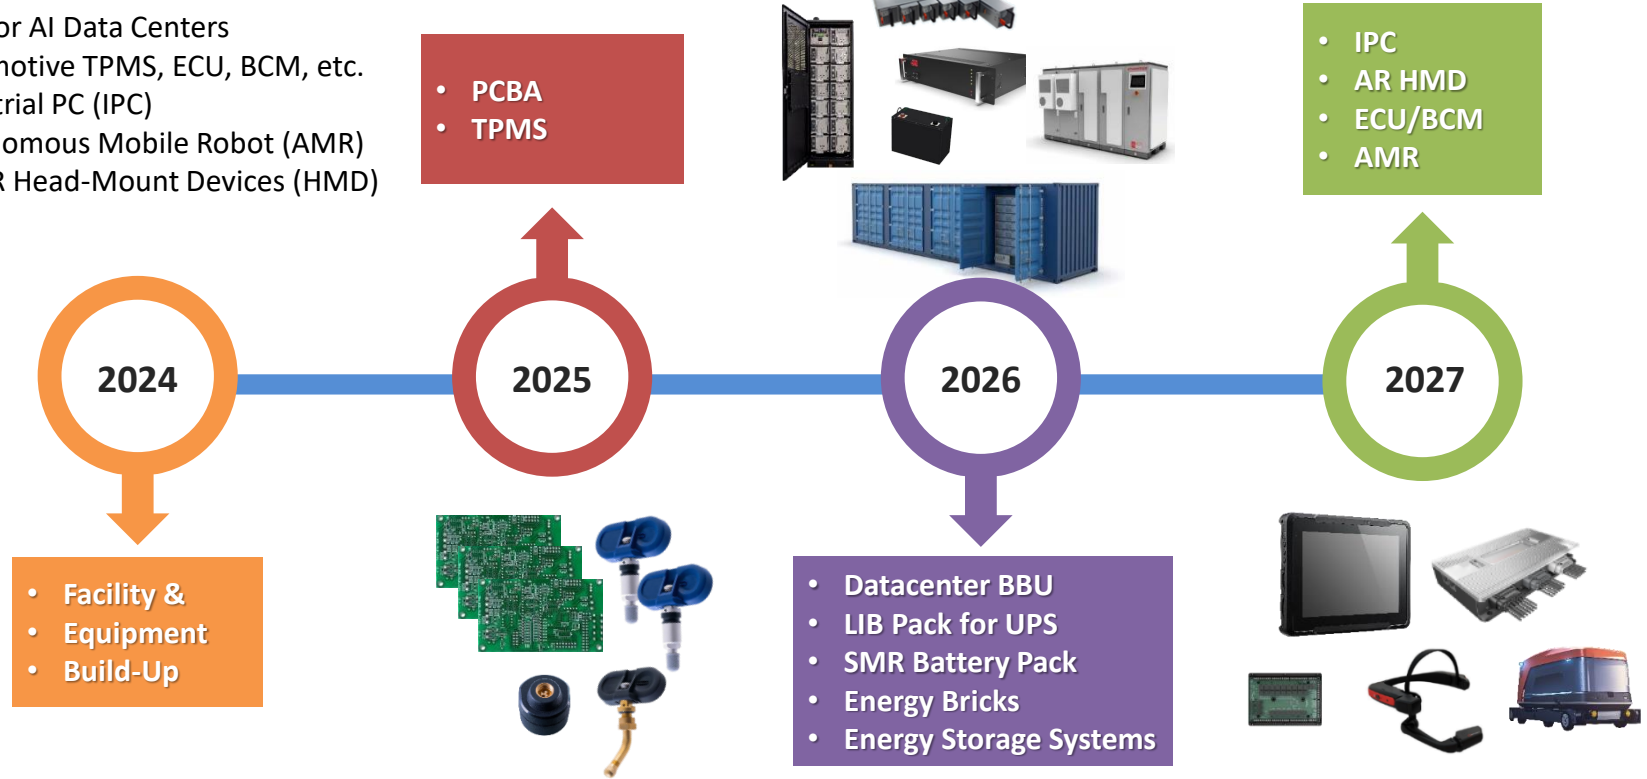 or AI Data Centers
motive TPMS, ECU, BCM, etc.
trial PC (IPC)
omous Mobile Robot (AMR)
R Head-Mount Devices (HMD)
• PCBA
• TPMS
• IPC
• AR HMD
• ECU/BCM
• AMR
2024
2025
2026
2027
• Facility &
• Equipment
• Build-Up
• Datacenter BBU
• LIB Pack for UPS
• SMR Battery Pack
• Energy Bricks
• Energy Storage Systems